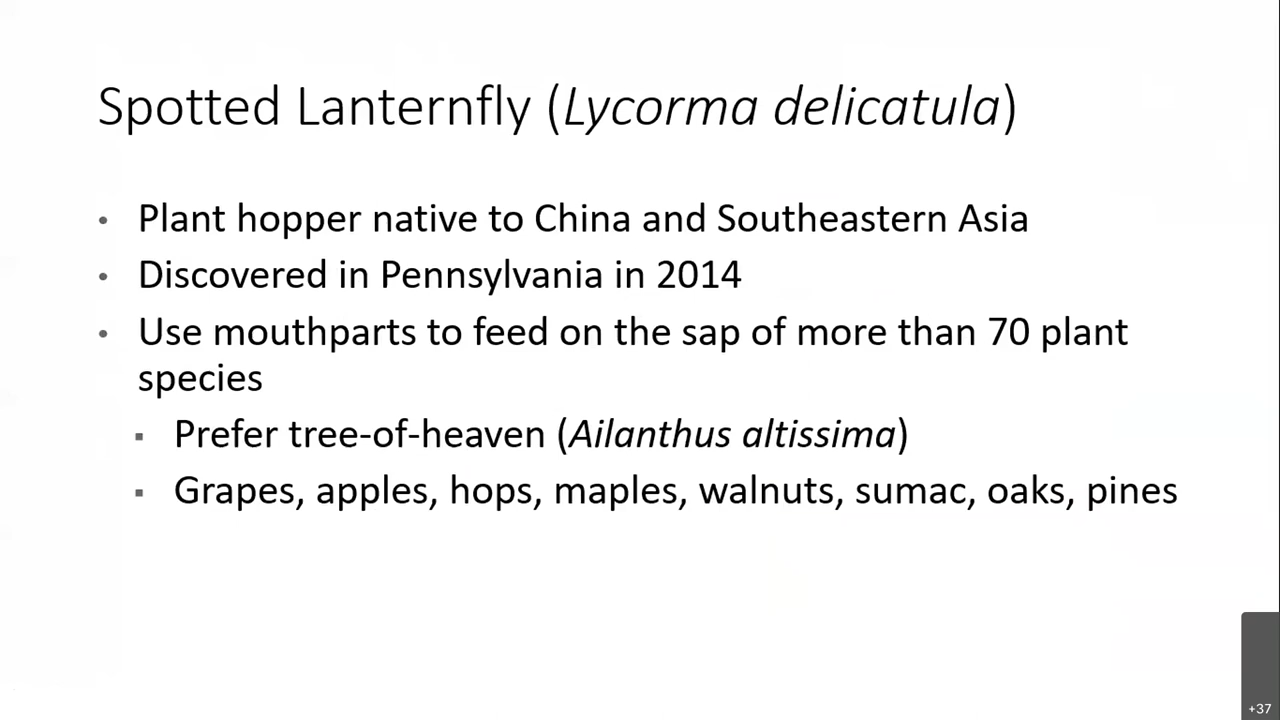 Spotted Lanternfly (Lycorma delicatula)
• Plant hopper native to China and Southeastern Asia
• Discovered in Pennsylvania in 2014
• Use mouthparts to feed on the sap of more than 70 plant
species
▪ Prefer tree-of-heaven (Ailanthus altissima)
▪ Grapes, apples, hops, maples, walnuts, sumac, oaks, pines
+37